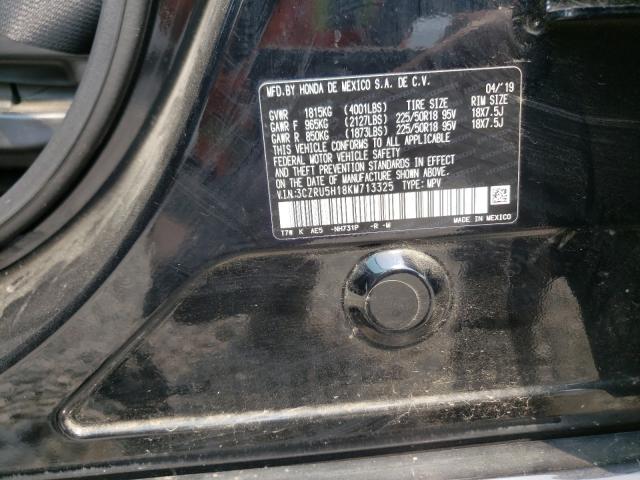 MFD.BY HONDA DE MEXICO S.A. DE C.V. 04/'19
GVWR 1815KG (4001LBS) TIRE SIZE RIM SIZE
GAWR F 965KG (2127LBS) 225/50R18 95V 18X7.5J
GAWR R 850KG (1873LBS) 225/50R18 95V 18X7.5J
THIS VEHICLE CONFORMS TO ALL APPLICABLE
FEDERAL MOTOR VEHICLE SAFETY
AND THEFT PREVENTION STANDARDS IN EFFECT
ON THE DATE OF MANUFACTURE SHOWN ABOVE.
V.I.N:3CZRU5H18KM713325 TYPE: MPV
MADE IN MEXICO
T7W K AE5 -NH731P -R -M